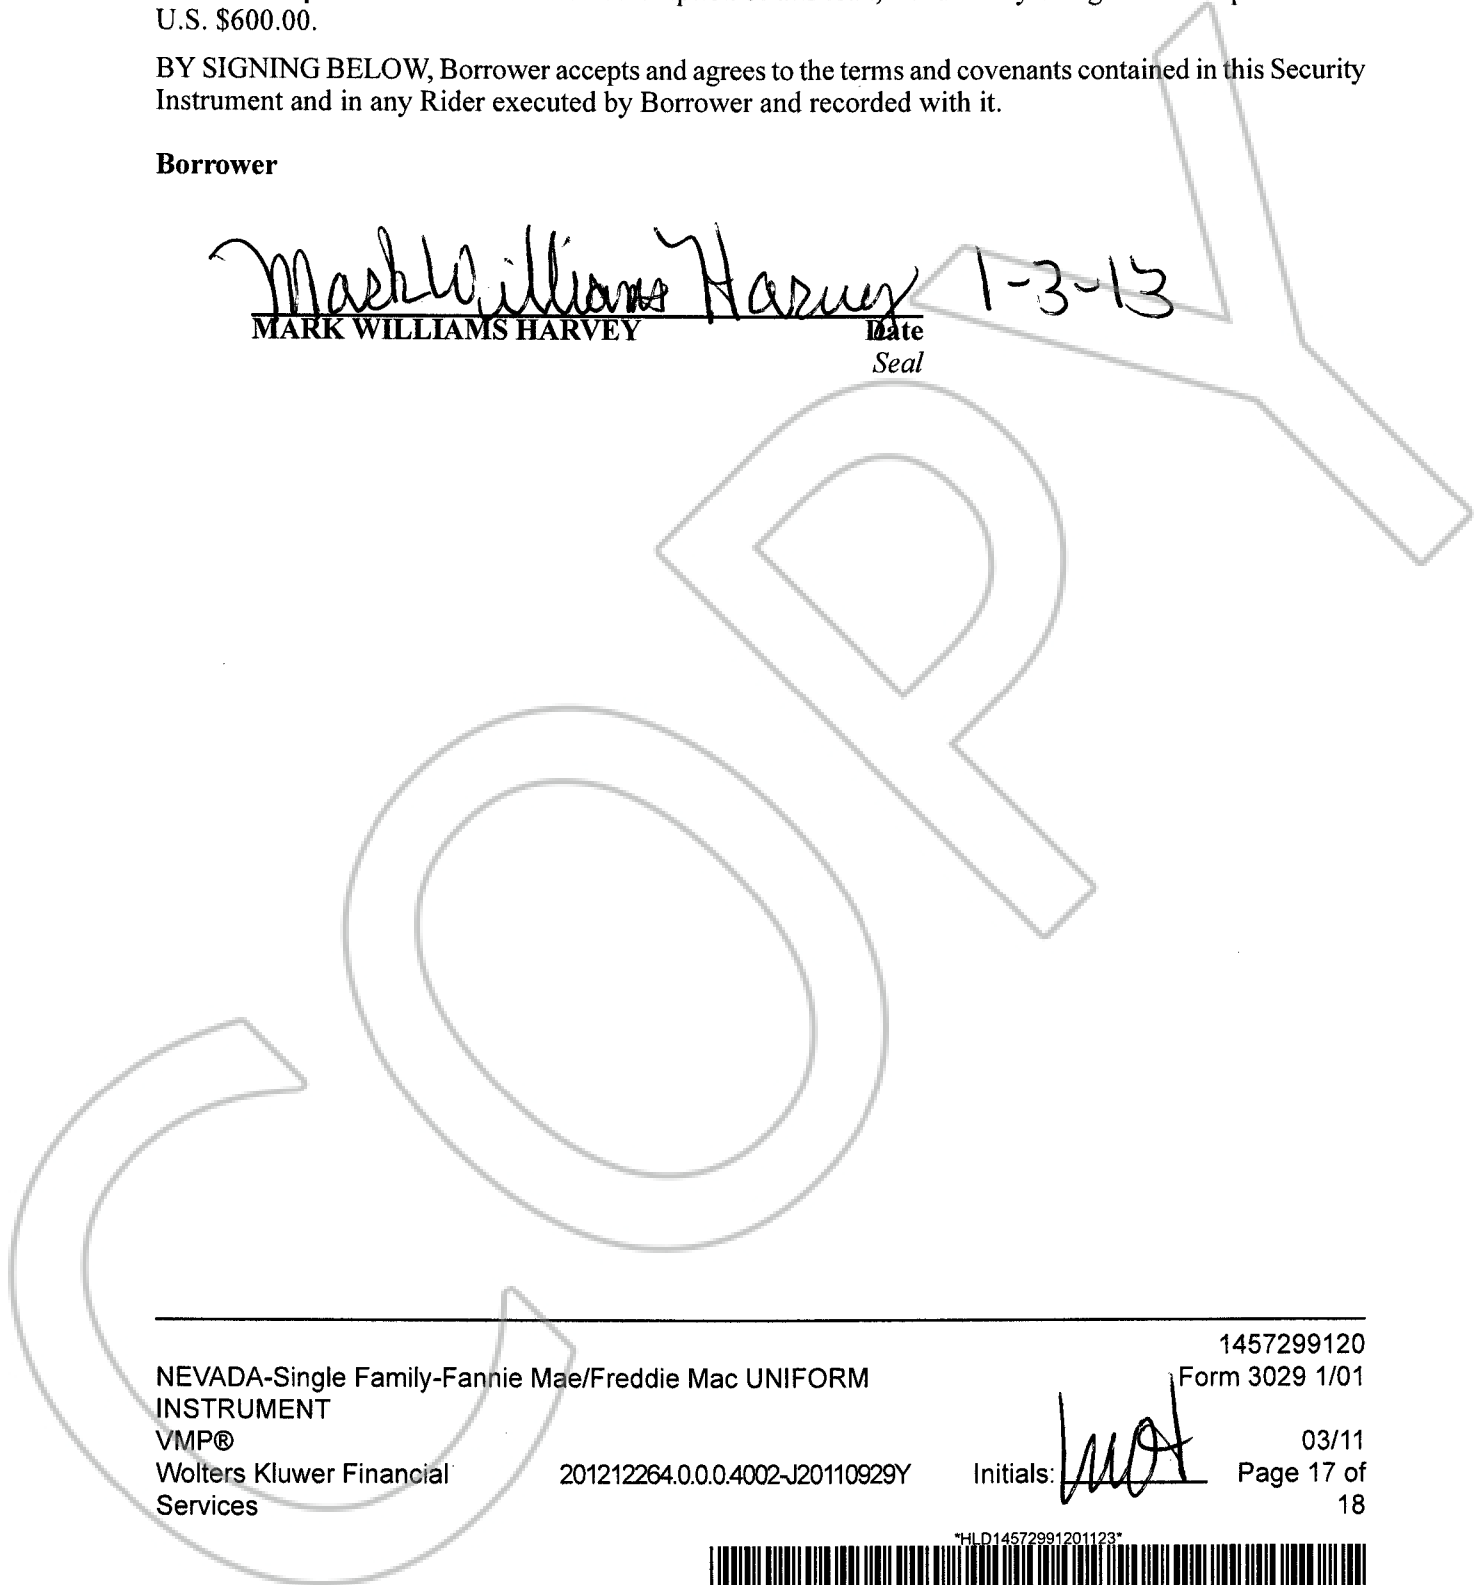 U.S. $600.00.
BY SIGNING BELOW, Borrower accepts and agrees to the terms and covenants contained in this Security
Instrument and in any Rider executed by Borrower and recorded with it.
Borrower
Mark Williams Harvey 1-3-13
MARK WILLIAMS HARVEY Date
Seal
COPY
1457299120
NEVADA-Single Family-Fannie Mae/Freddie Mac UNIFORM Form 3029 1/01
INSTRUMENT
VMP® 03/11
Wolters Kluwer Financial 201212264.0.0.0.4002-J20110929Y Initials: Page 17 of
Services 18
*HLD14572991201123*